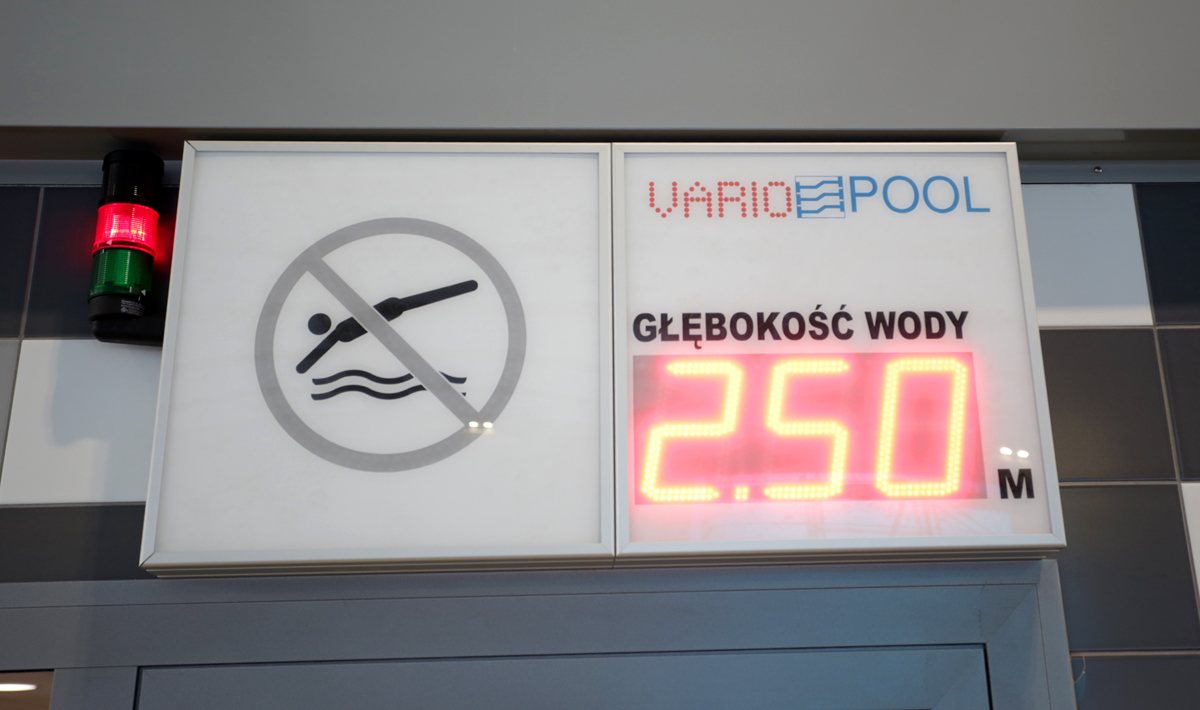 VARIO POOL
GŁĘBOKOŚĆ WODY
2.50 M